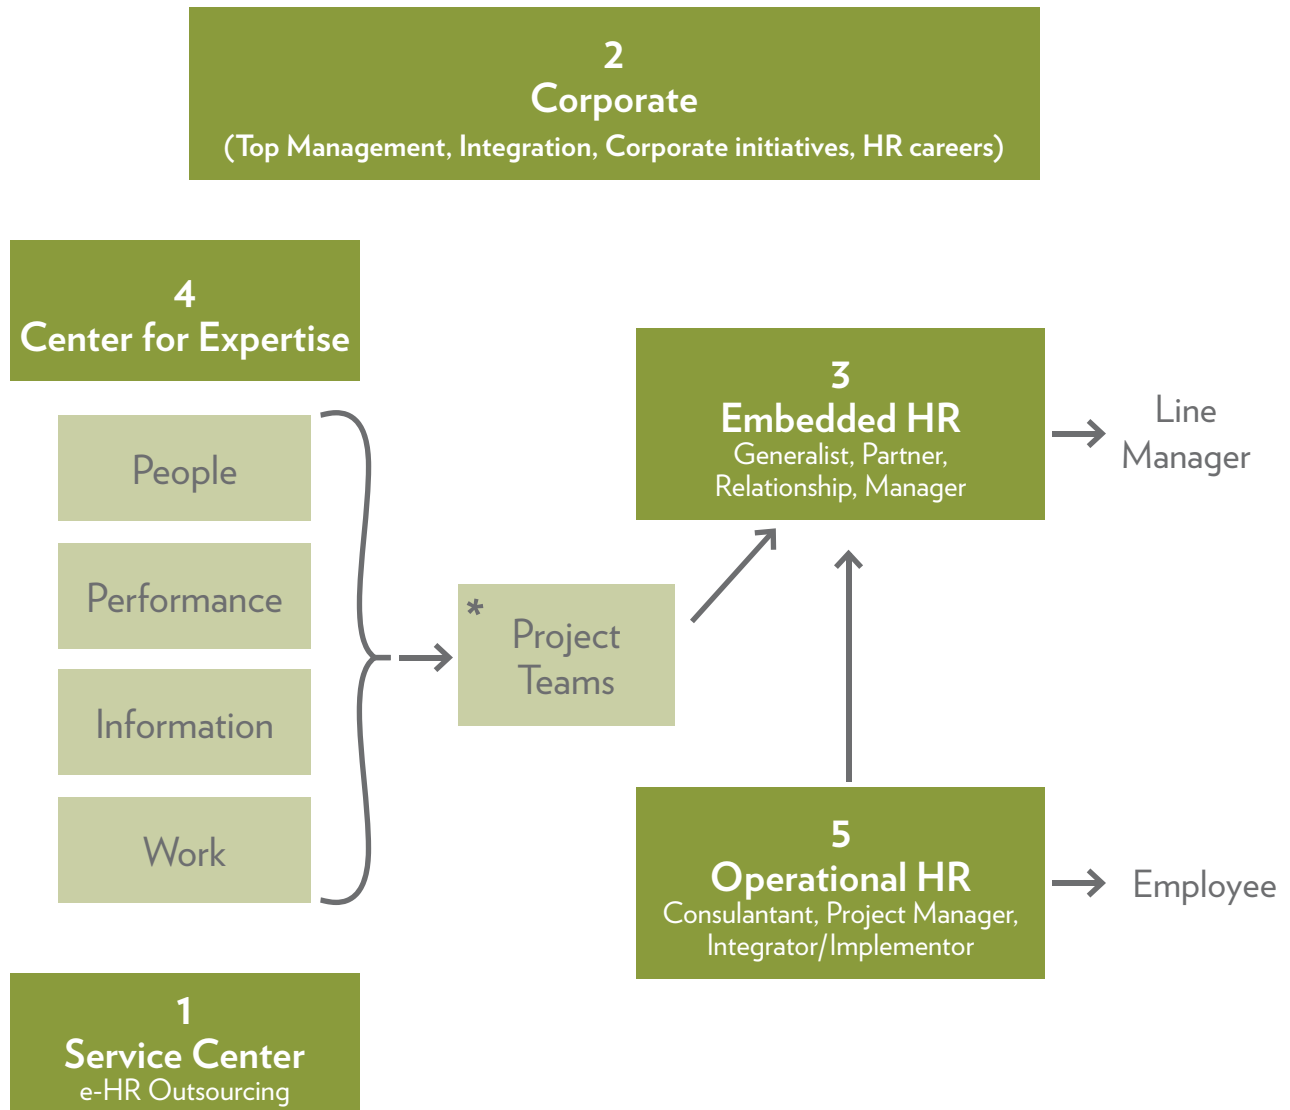 2
Corporate
(Top Management, Integration, Corporate initiatives, HR careers)
4
Center for Expertise
People
Performance
Information
Work
*
Project
Teams
3
Embedded HR
Generalist, Partner,
Relationship, Manager
Line
Manager
5
Operational HR
Consulantant, Project Manager,
Integrator/Implementor
Employee
1
Service Center
e-HR Outsourcing